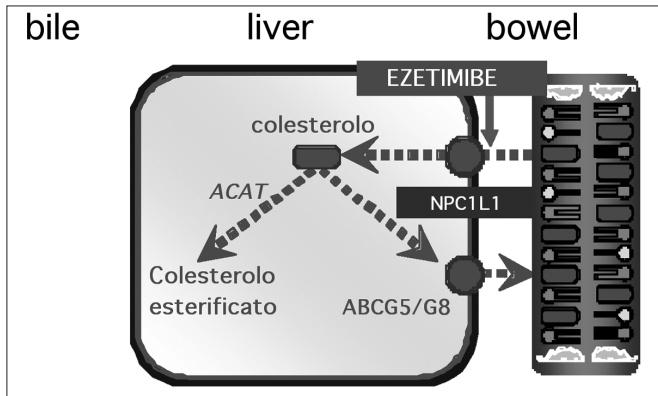 bile liver bowel
EZETIMIBE
colesterolo
ACAT
NPC1L1
Colesterolo
esterificato
ABCG5/G8